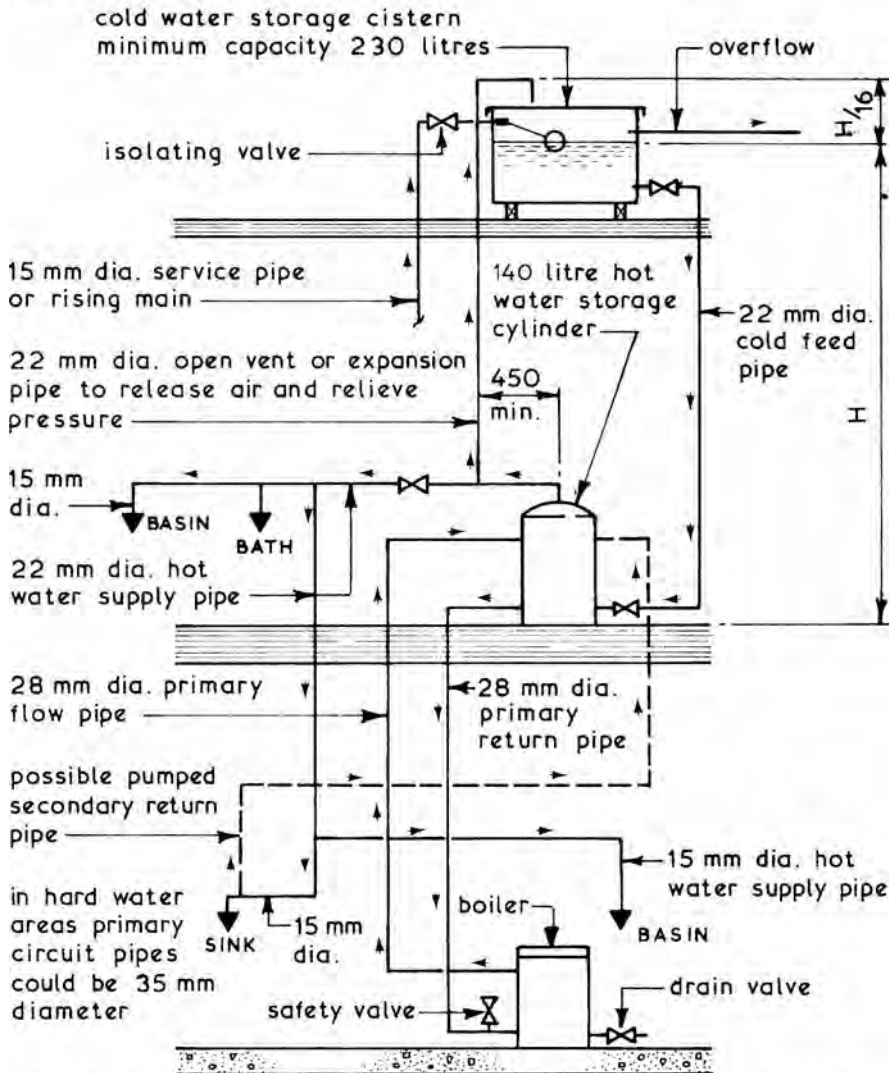 cold water storage cistern
minimum capacity 230 litres
overflow
H/16
isolating valve
15 mm dia. service pipe
or rising main
140 litre hot
water storage
cylinder
22 mm dia.
cold feed
pipe
22 mm dia. open vent or expansion
pipe to release air and relieve
pressure
450
min.
H
15 mm
dia.
BASIN
BATH
22 mm dia. hot
water supply pipe
28 mm dia. primary
flow pipe
28 mm dia.
primary
return pipe
possible pumped
secondary return
pipe
15 mm dia. hot
water supply pipe
in hard water
areas primary
circuit pipes
could be 35 mm
diameter
SINK
15 mm
dia.
boiler
BASIN
safety valve
drain valve